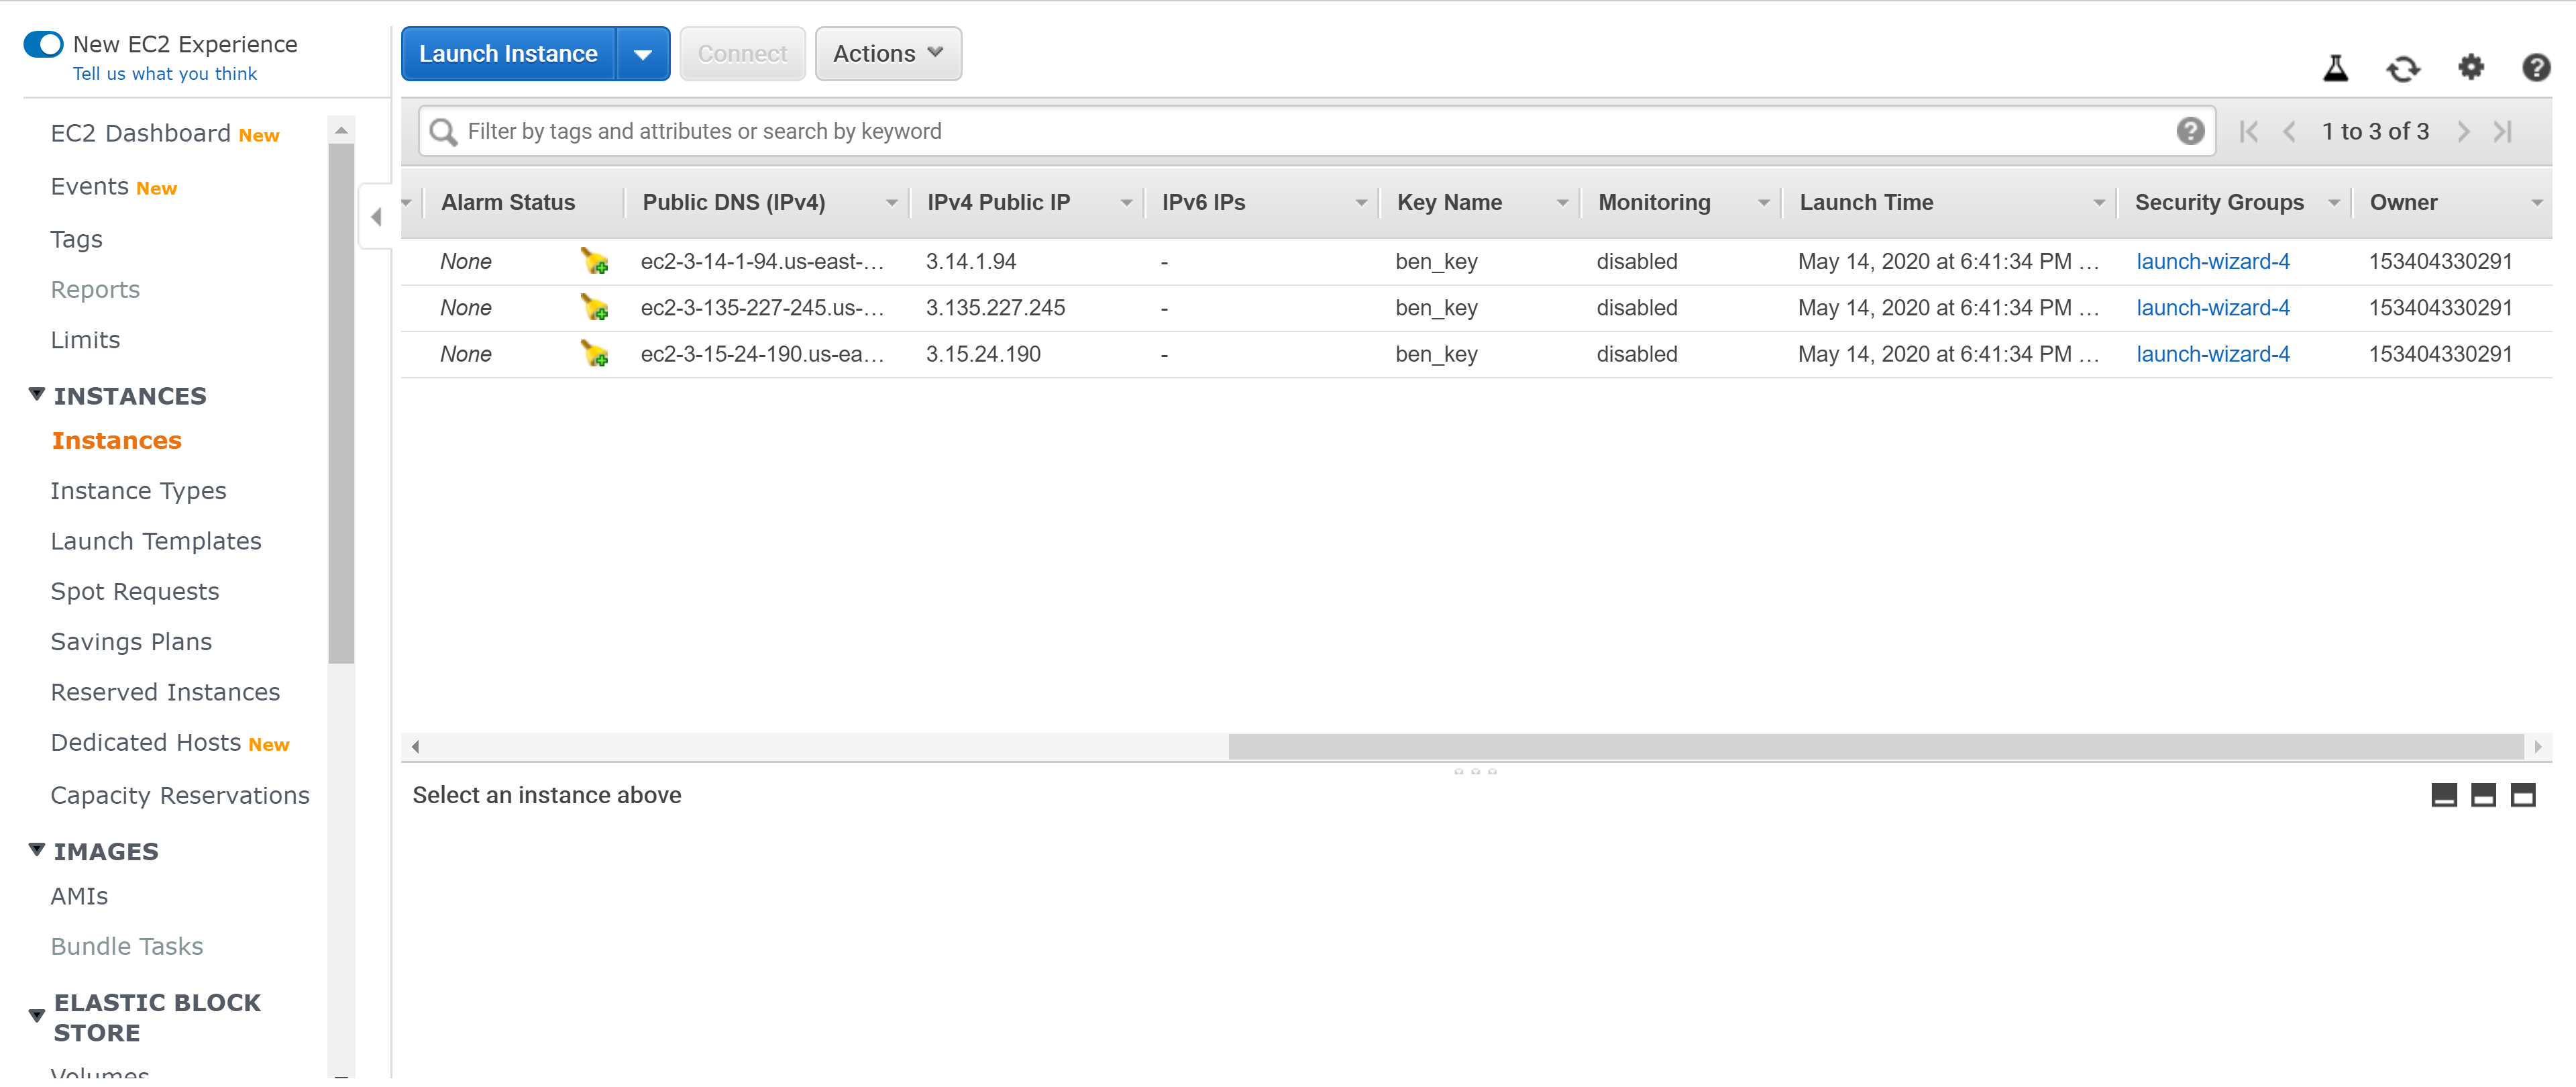 New EC2 Experience
Tell us what you think
EC2 Dashboard New
Events New
Tags
Reports
Limits
INSTANCES
Instances
Instance Types
Launch Templates
Spot Requests
Savings Plans
Reserved Instances
Dedicated Hosts New
Capacity Reservations
IMAGES
AMIs
Bundle Tasks
ELASTIC BLOCK
STORE
Volumes
Launch Instance Connect Actions
Filter by tags and attributes or search by keyword 1 to 3 of 3
Alarm Status Public DNS (IPv4) IPv4 Public IP IPv6 IPs Key Name Monitoring Launch Time Security Groups Owner
None ec2-3-14-1-94.us-east-... 3.14.1.94 - ben_key disabled May 14, 2020 at 6:41:34 PM ... launch-wizard-4 153404330291
None ec2-3-135-227-245.us-... 3.135.227.245 - ben_key disabled May 14, 2020 at 6:41:34 PM ... launch-wizard-4 153404330291
None ec2-3-15-24-190.us-ea... 3.15.24.190 - ben_key disabled May 14, 2020 at 6:41:34 PM ... launch-wizard-4 153404330291
Select an instance above